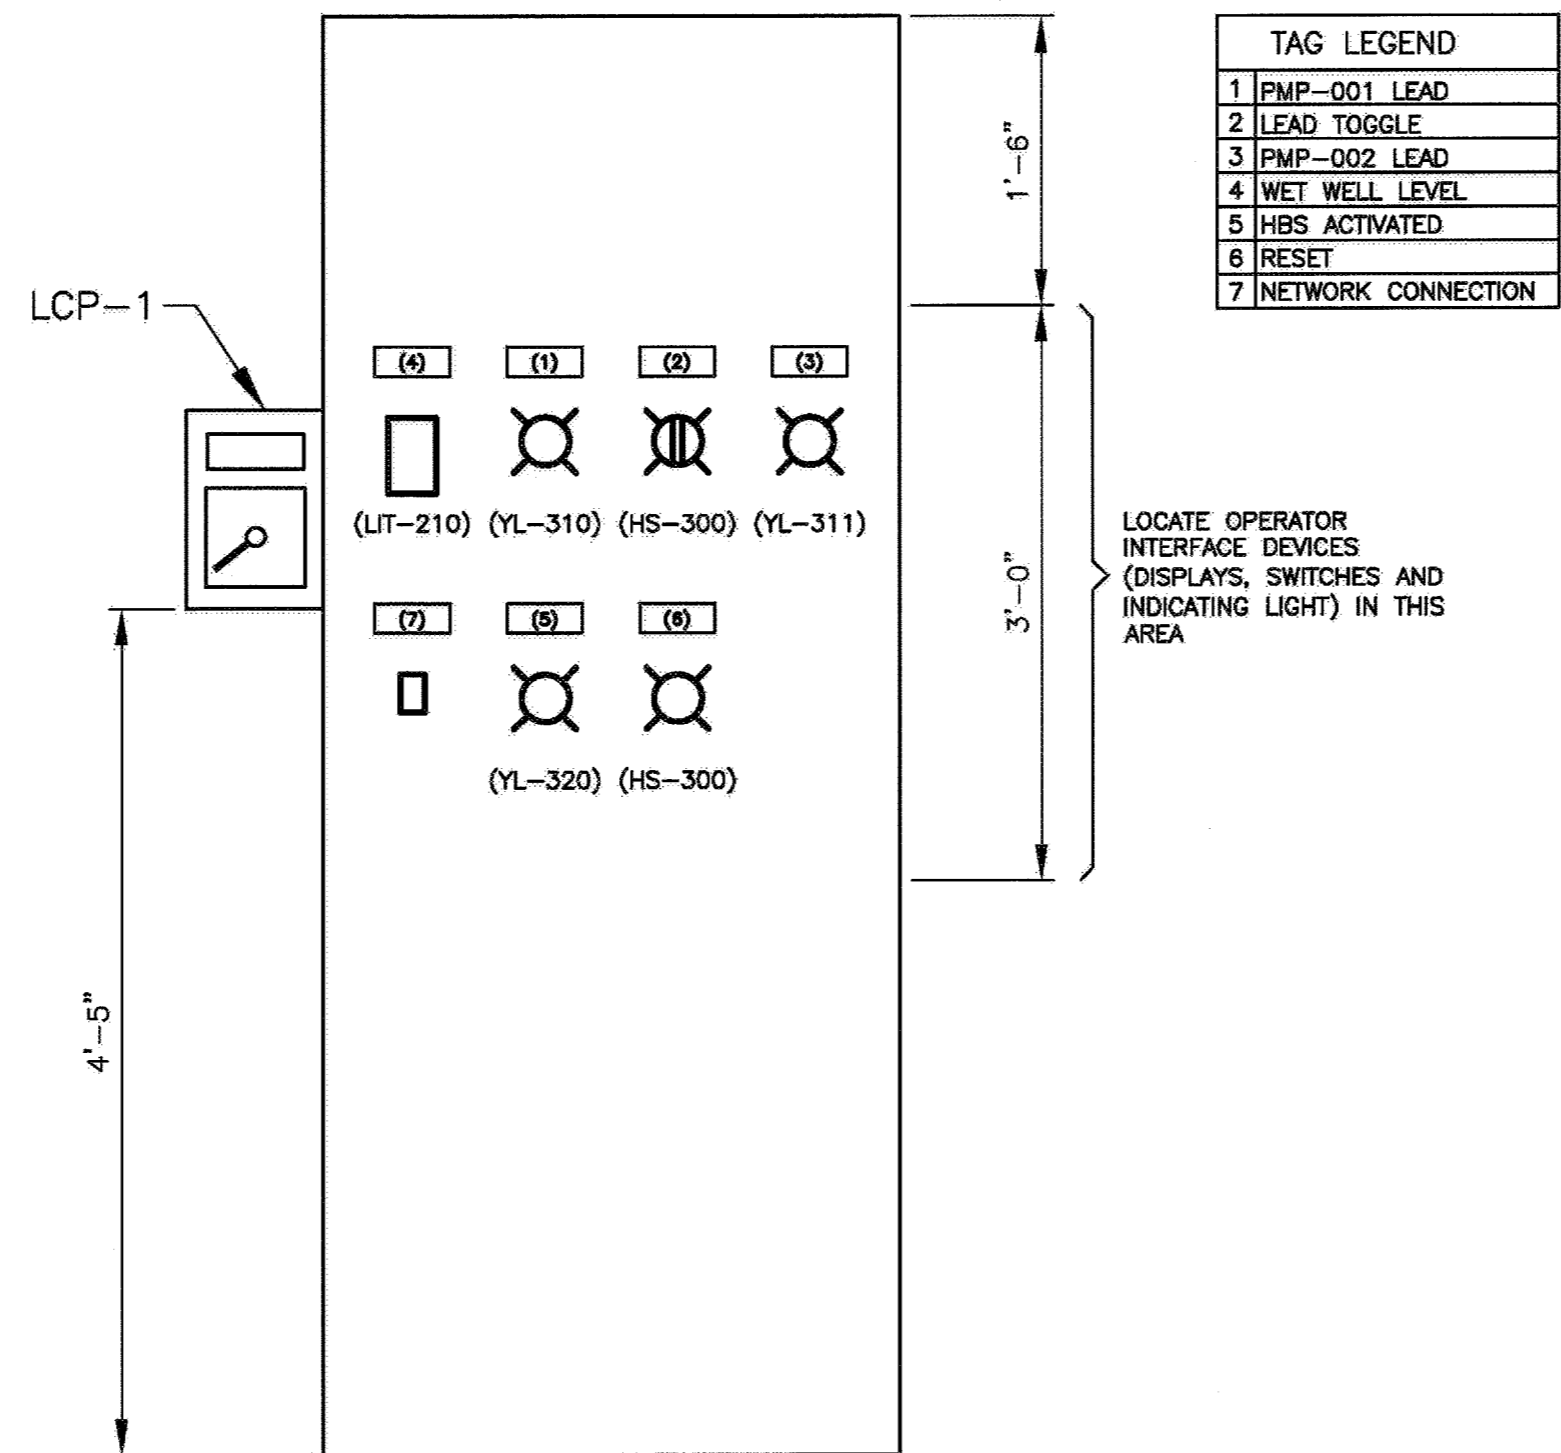 TAG LEGEND
1 PMP-001 LEAD
2 LEAD TOGGLE
3 PMP-002 LEAD
4 WET WELL LEVEL
5 HBS ACTIVATED
6 RESET
7 NETWORK CONNECTION
1'-6"
LCP-1
(4) (1) (2) (3)
(LIT-210) (YL-310) (HS-300) (YL-311)
(7) (5) (6)
(YL-320) (HS-300)
3'-0"
LOCATE OPERATOR
INTERFACE DEVICES
(DISPLAYS, SWITCHES AND
INDICATING LIGHT) IN THIS
AREA
4'-5"